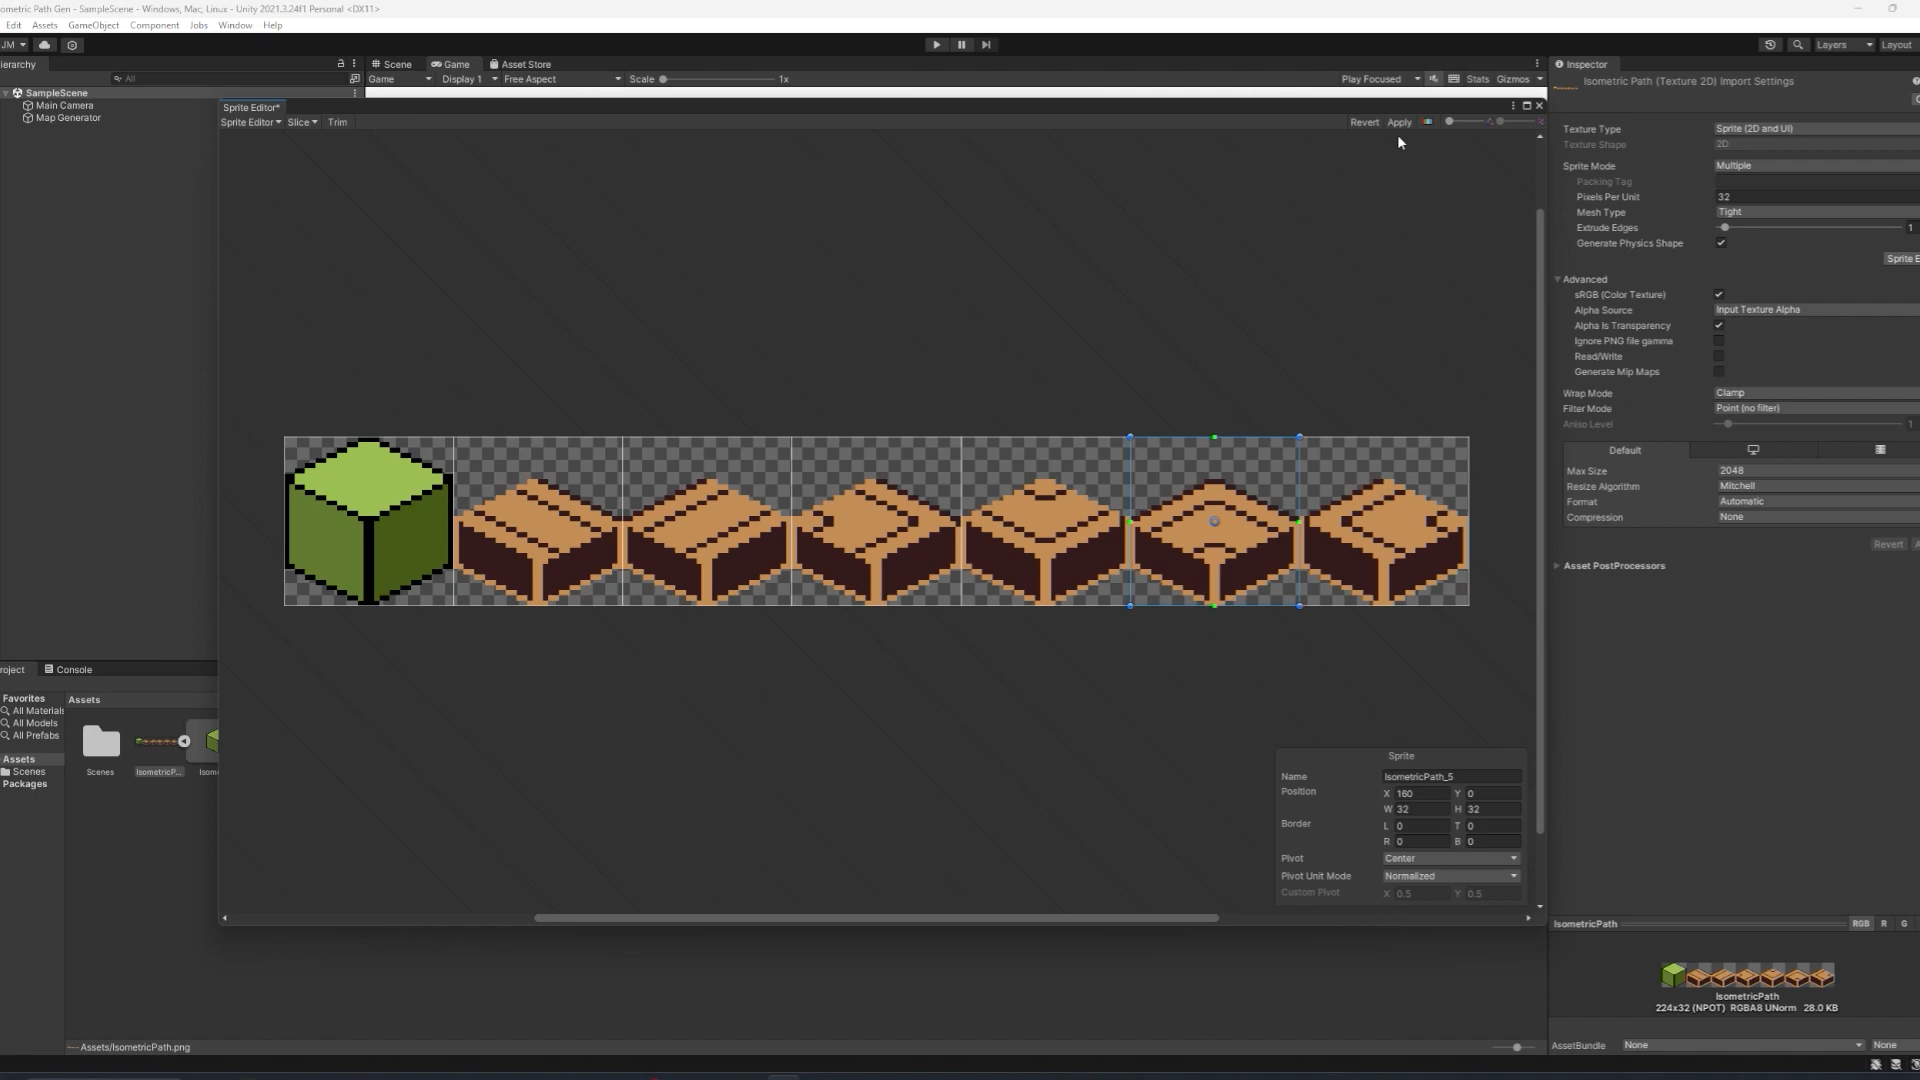 ometric Path Gen - SampleScene - Windows, Mac, Linux - Unity 2021.3.24f1 Personal <DX11>
Edit Assets GameObject Component Jobs Window Help
JM Layers Layout
ierarchy Scene Game Asset Store Inspector
All Game Display 1 Free Aspect Scale 1x Play Focused Stats Gizmos
Isometric Path (Texture 2D) Import Settings
SampleScene
Main Camera
Map Generator
Sprite Editor*
Sprite Editor Slice Trim Revert Apply
Texture Type Sprite (2D and UI)
Texture Shape 2D
Sprite Mode Multiple
Packing Tag
Pixels Per Unit 32
Mesh Type Tight
Extrude Edges 1
Generate Physics Shape
Sprite E
Advanced
sRGB (Color Texture)
Alpha Source Input Texture Alpha
Alpha Is Transparency
Ignore PNG file gamma
Read/Write
Generate Mip Maps
Wrap Mode Clamp
Filter Mode Point (no filter)
Aniso Level 1
Default
Max Size 2048
Resize Algorithm Mitchell
Format Automatic
Compression None
Revert A
Asset PostProcessors
roject Console
Favorites
All Materials
All Models
All Prefabs
Assets
Scenes
Packages
Assets
Scenes IsometricP... Isom
Sprite
Name IsometricPath_5
Position X 160 Y 0
W 32 H 32
Border L 0 T 0
R 0 B 0
Pivot Center
Pivot Unit Mode Normalized
Custom Pivot X 0.5 Y 0.5
IsometricPath RGB R G
IsometricPath
224x32 (NPOT) RGBA8 UNorm 28.0 KB
Assets/IsometricPath.png
AssetBundle None None